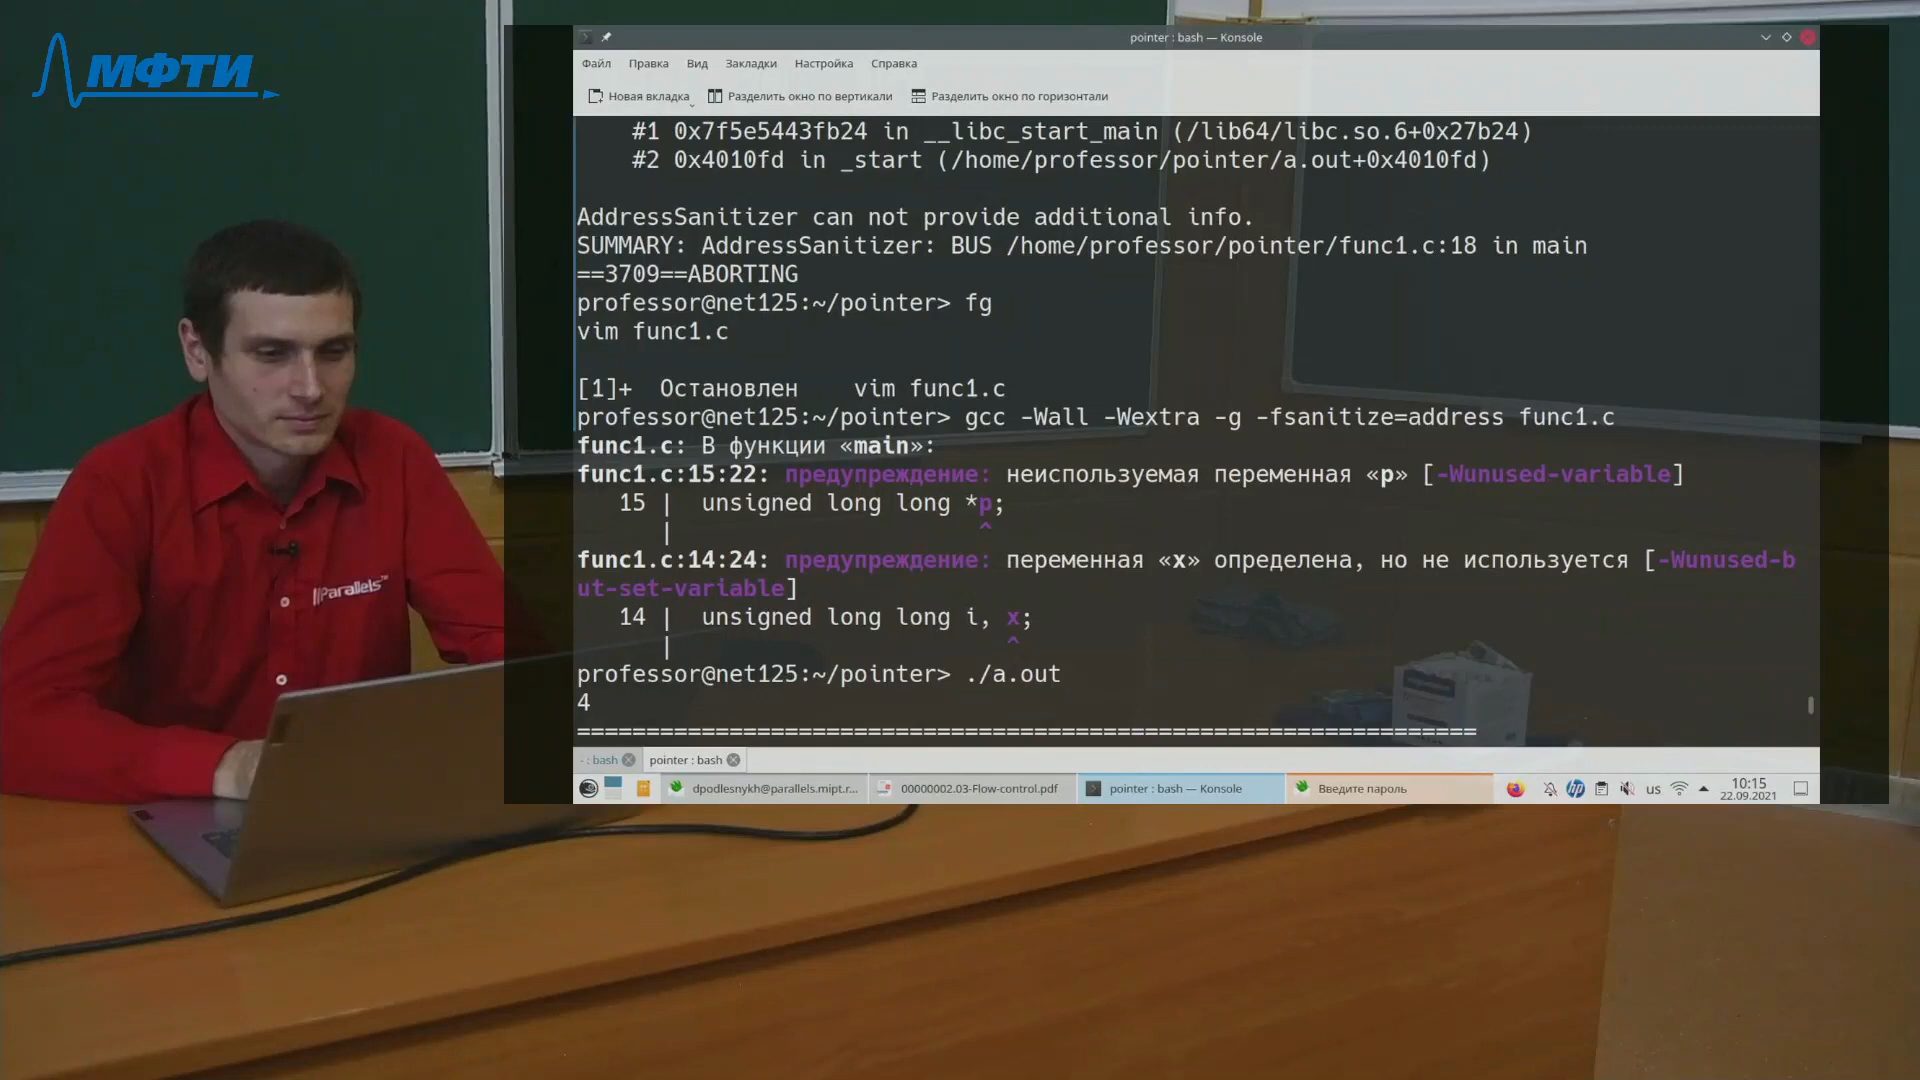 МФТИ
pointer : bash — Konsole
Файл Правка Вид Закладки Настройка Справка
Новая вкладка Разделить окно по вертикали Разделить окно по горизонтали
#1 0x7f5e5443fb24 in __libc_start_main (/lib64/libc.so.6+0x27b24)
#2 0x4010fd in _start (/home/professor/pointer/a.out+0x4010fd)
AddressSanitizer can not provide additional info.
SUMMARY: AddressSanitizer: BUS /home/professor/pointer/func1.c:18 in main
==3709==ABORTING
professor@net125:~/pointer> fg
vim func1.c
[1]+ Остановлен vim func1.c
professor@net125:~/pointer> gcc -Wall -Wextra -g -fsanitize=address func1.c
func1.c: В функции «main»:
func1.c:15:22: предупреждение: неиспользуемая переменная «p» [-Wunused-variable]
15 | unsigned long long *p;
| ^
func1.c:14:24: предупреждение: переменная «x» определена, но не используется [-Wunused-b
ut-set-variable]
14 | unsigned long long i, x;
| ^
professor@net125:~/pointer> ./a.out
4
=================================================================
- : bash pointer : bash
dpodlesnykh@parallels.mipt.r... 00000002.03-Flow-control.pdf pointer : bash — Konsole Введите пароль us 10:15
22.09.2021
||Parallels™